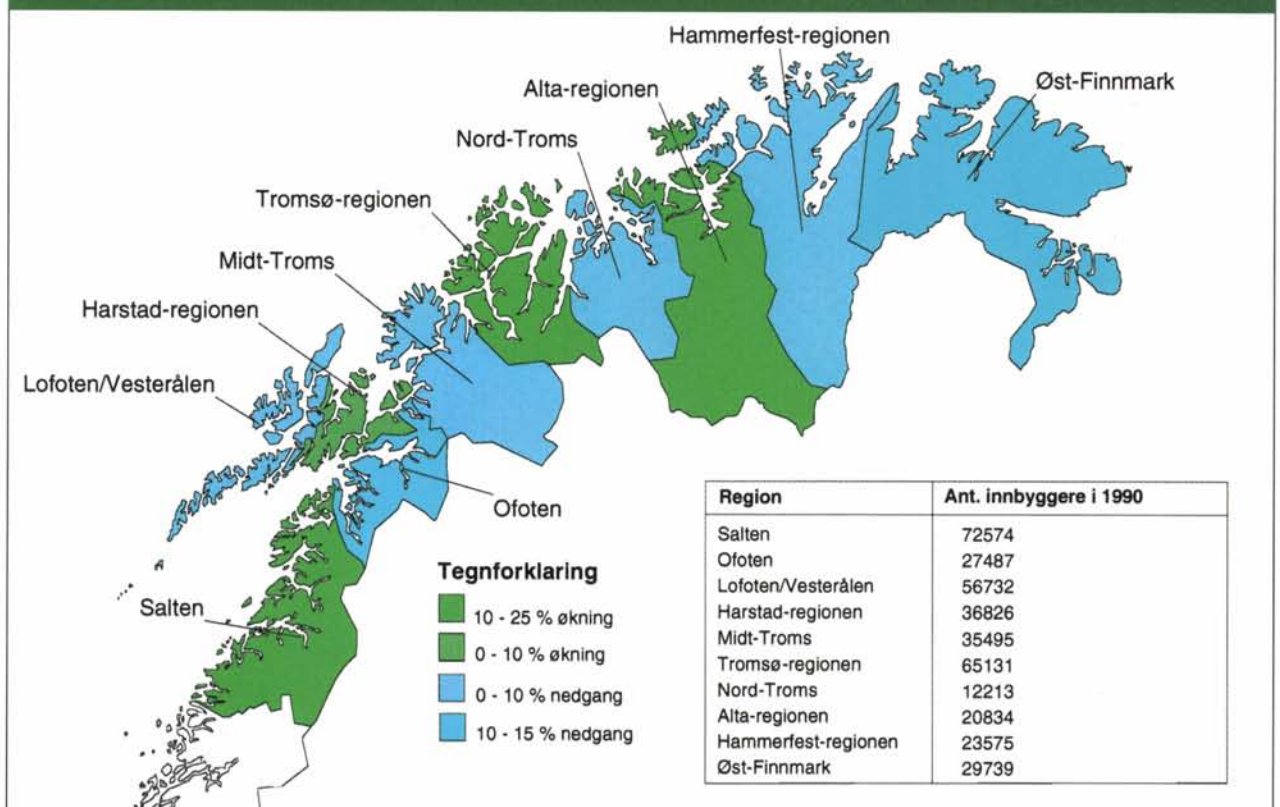 Hammerfest-regionen
Alta-regionen
Øst-Finnmark
Nord-Troms
Tromsø-regionen
Midt-Troms
Harstad-regionen
Lofoten/Vesterålen
Ofoten
Salten
Tegnforklaring
10 - 25 % økning
0 - 10 % økning
0 - 10 % nedgang
10 - 15 % nedgang
Region Ant. innbyggere i 1990
Salten 72574
Ofoten 27487
Lofoten/Vesterålen 56732
Harstad-regionen 36826
Midt-Troms 35495
Tromsø-regionen 65131
Nord-Troms 12213
Alta-regionen 20834
Hammerfest-regionen 23575
Øst-Finnmark 29739